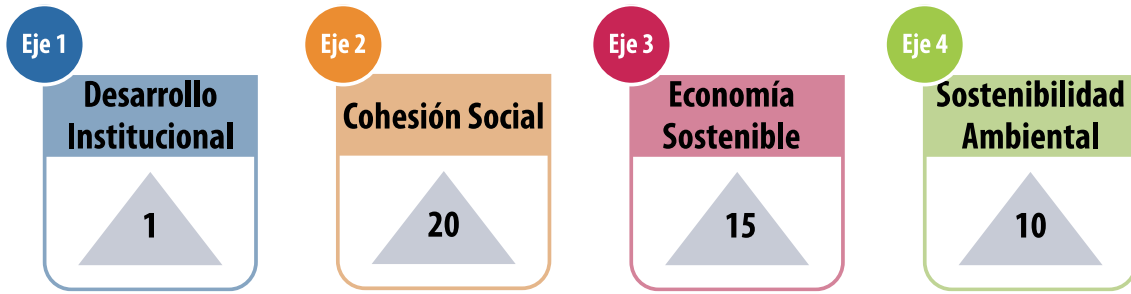 Eje 1
Desarrollo
Institucional
1
Eje 2
Cohesión Social
20
Eje 3
Economía
Sostenible
15
Eje 4
Sostenibilidad
Ambiental
10